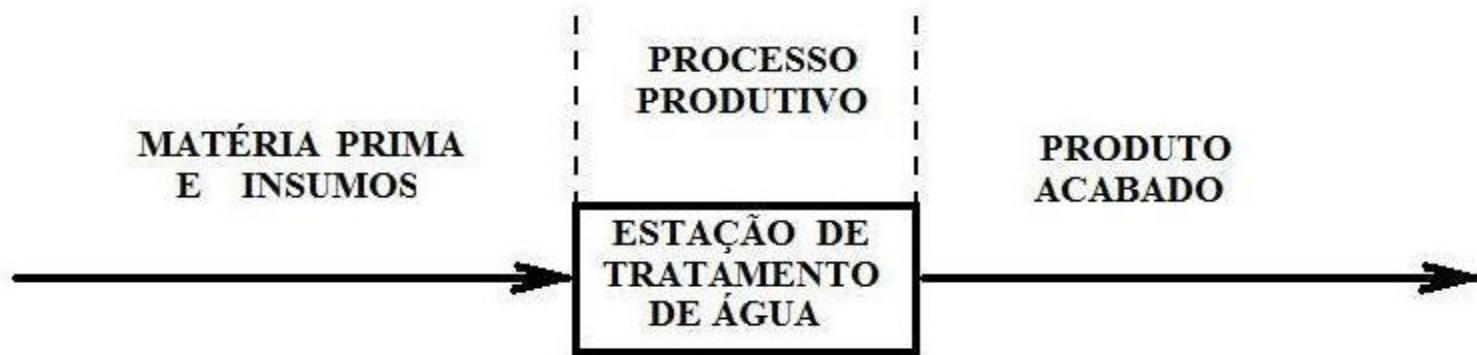 MATÉRIA PRIMA
E INSUMOS
PROCESSO
PRODUTIVO
ESTAÇÃO DE
TRATAMENTO
DE ÁGUA
PRODUTO
ACABADO